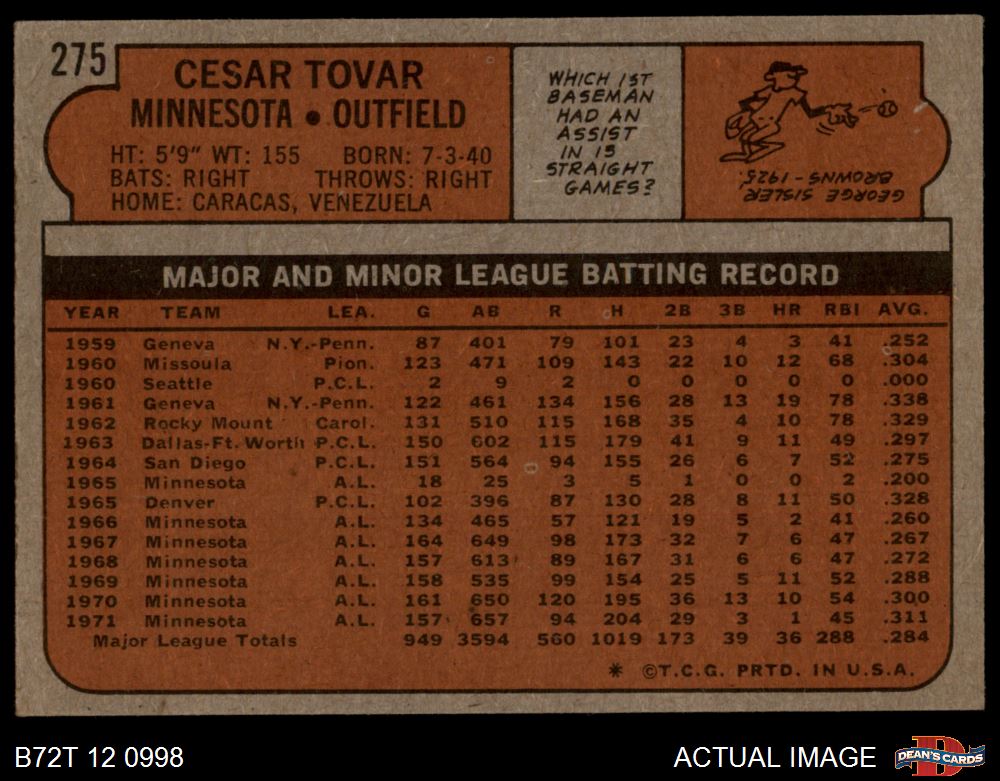 275
CESAR TOVAR
MINNESOTA • OUTFIELD
HT: 5'9" WT: 155 BORN: 7-3-40
BATS: RIGHT THROWS: RIGHT
HOME: CARACAS, VENEZUELA
WHICH 1ST
BASEMAN
HAD AN
ASSIST
IN 13
STRAIGHT
GAMES?
GEORGE SISLER,
BROWNS - 1925.
MAJOR AND MINOR LEAGUE BATTING RECORD
YEAR TEAM LEA. G AB R H 2B 3B HR RBI AVG.
1959 Geneva N.Y.-Penn. 87 401 79 101 23 4 3 41 .252
1960 Missoula Pion. 123 471 109 143 22 10 12 68 .304
1960 Seattle P.C.L. 2 9 2 0 0 0 0 0 .000
1961 Geneva N.Y.-Penn. 122 461 134 156 28 13 19 78 .338
1962 Rocky Mount Carol. 131 510 115 168 35 4 10 78 .329
1963 Dallas-Ft. Worth P.C.L. 150 602 115 179 41 9 11 49 .297
1964 San Diego P.C.L. 151 564 94 155 26 6 7 52 .275
1965 Minnesota A.L. 18 25 3 5 1 0 0 2 .200
1965 Denver P.C.L. 102 396 87 130 28 8 11 50 .328
1966 Minnesota A.L. 134 465 57 121 19 5 2 41 .260
1967 Minnesota A.L. 164 649 98 173 32 7 6 47 .267
1968 Minnesota A.L. 157 613 89 167 31 6 6 47 .272
1969 Minnesota A.L. 158 535 99 154 25 5 11 52 .288
1970 Minnesota A.L. 161 650 120 195 36 13 10 54 .300
1971 Minnesota A.L. 157 657 94 204 29 3 1 45 .311
Major League Totals 949 3594 560 1019 173 39 36 288 .284
* ©T.C.G. PRTD. IN U.S.A.
B72T 12 0998
ACTUAL IMAGE
D
DEAN'S CARDS